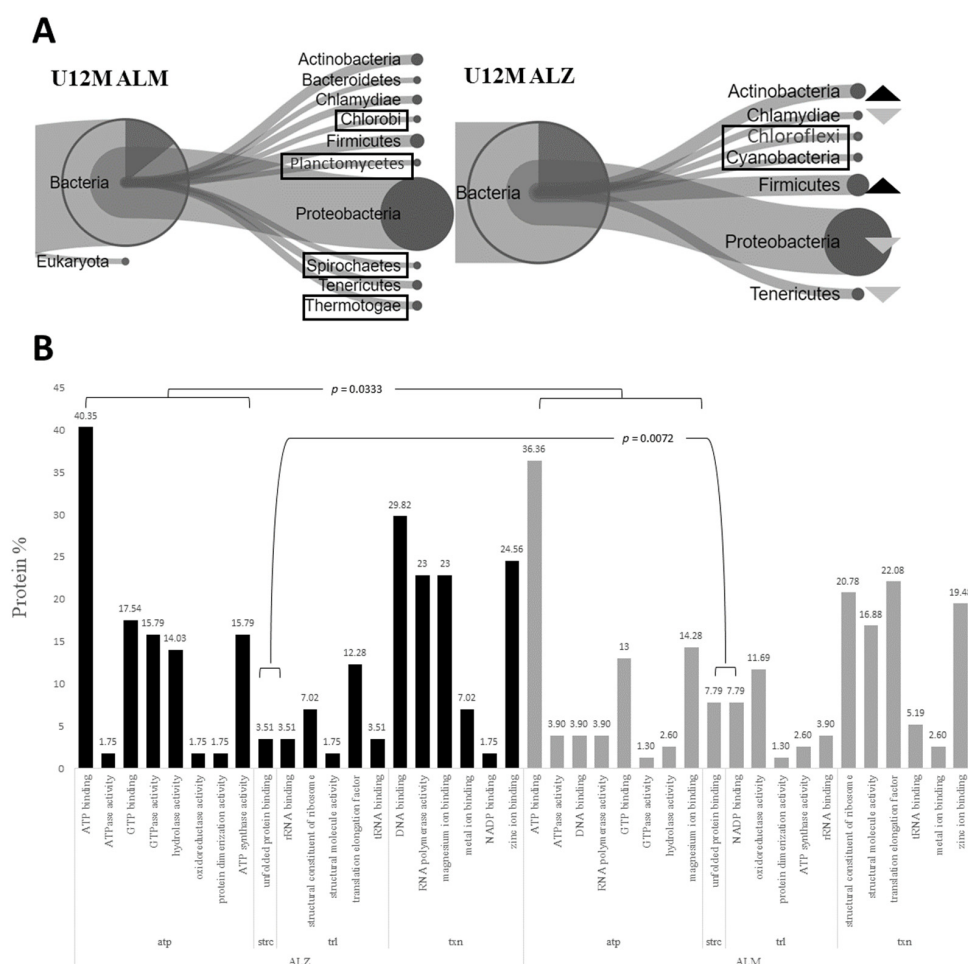 A
U12M ALM
Actinobacteria
Bacteroidetes
Chlamydiae
Chlorobi
Firmicutes
Planctomycetes
Bacteria
Proteobacteria
Eukaryota
Spirochaetes
Tenericutes
Thermotogae
U12M ALZ
Actinobacteria
Chlamydiae
Chloroflexi
Cyanobacteria
Firmicutes
Bacteria
Proteobacteria
Tenericutes
B
Protein %
45
40
35
30
25
20
15
10
5
0
p = 0.0333
p = 0.0072
40.35
1.75
17.54
15.79
14.03
1.75
1.75
15.79
3.51
3.51
7.02
1.75
12.28
3.51
29.82
23
23
7.02
1.75
24.56
36.36
3.90
3.90
3.90
13
1.30
2.60
14.28
7.79
7.79
11.69
1.30
2.60
3.90
20.78
16.88
22.08
5.19
2.60
19.48
ATP binding
ATPase activity
GTP binding
GTPase activity
hydrolase activity
oxidoreductase activity
protein dimerization activity
ATP synthase activity
unfolded protein binding
rRNA binding
structural constituent of ribosome
structural molecule activity
translation elongation factor
tRNA binding
DNA binding
RNA polymerase activity
magnesium ion binding
metal ion binding
NADP binding
zinc ion binding
ATP binding
ATPase activity
DNA binding
RNA polymerase activity
GTP binding
GTPase activity
hydrolase activity
magnesium ion binding
unfolded protein binding
NADP binding
oxidoreductase activity
protein dimerization activity
ATP synthase activity
rRNA binding
structural constituent of ribosome
structural molecule activity
translation elongation factor
tRNA binding
metal ion binding
zinc ion binding
atp
strc
trl
txn
atp
strc
trl
txn
ALZ
ALM